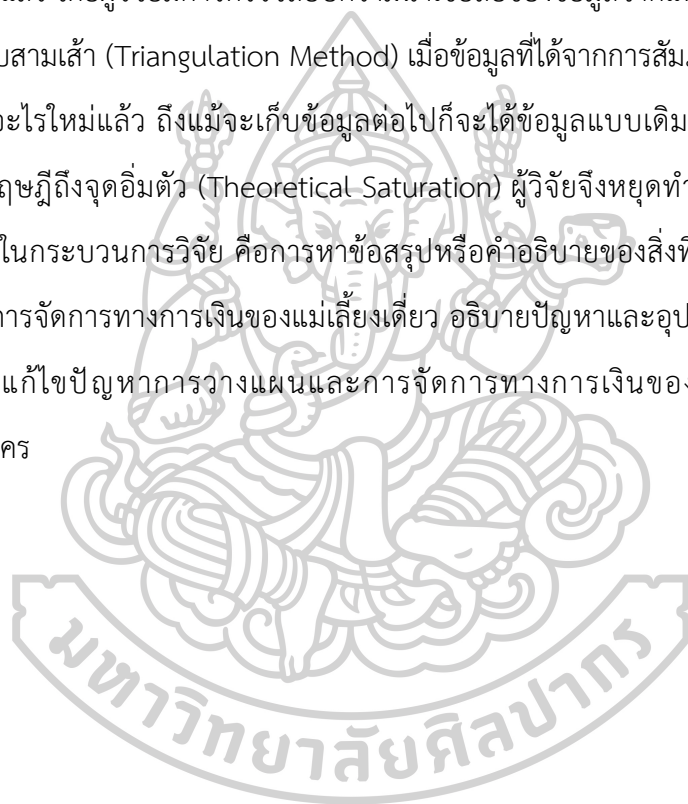 บสามเส้า (Triangulation Method) เมื่อข้อมูลที่ได้จากการสัม
อะไรใหม่แล้ว ถึงแม้จะเก็บข้อมูลต่อไปก็จะได้ข้อมูลแบบเดิม
ฤษฎีถึงจุดอิ่มตัว (Theoretical Saturation) ผู้วิจัยจึงหยุดทำ
ในกระบวนการวิจัย คือการหาข้อสรุปหรือคำอธิบายของสิ่งที่
การจัดการทางการเงินของแม่เลี้ยงเดี่ยว อธิบายปัญหาและอุป
แก้ไขปัญหาการวางแผนและการจัดการทางการเงินของ
คร
มหาวิทยาลัยศิลปากร